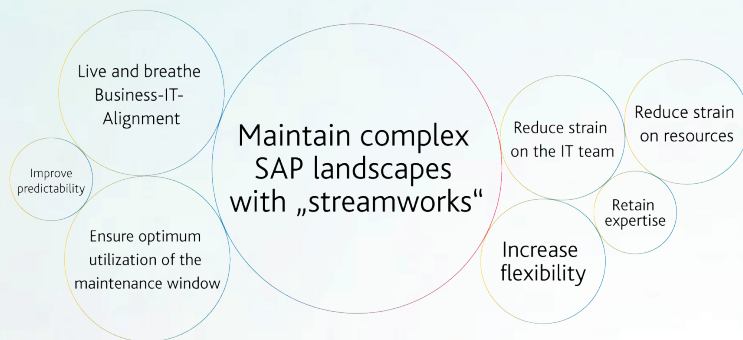 Live and breathe
Business-IT-
Alignment
Improve
predictability
Ensure optimum
utilization of the
maintenance window
Maintain complex
SAP landscapes
with „streamworks“
Reduce strain
on the IT team
Reduce strain
on resources
Retain
expertise
Increase
flexibility